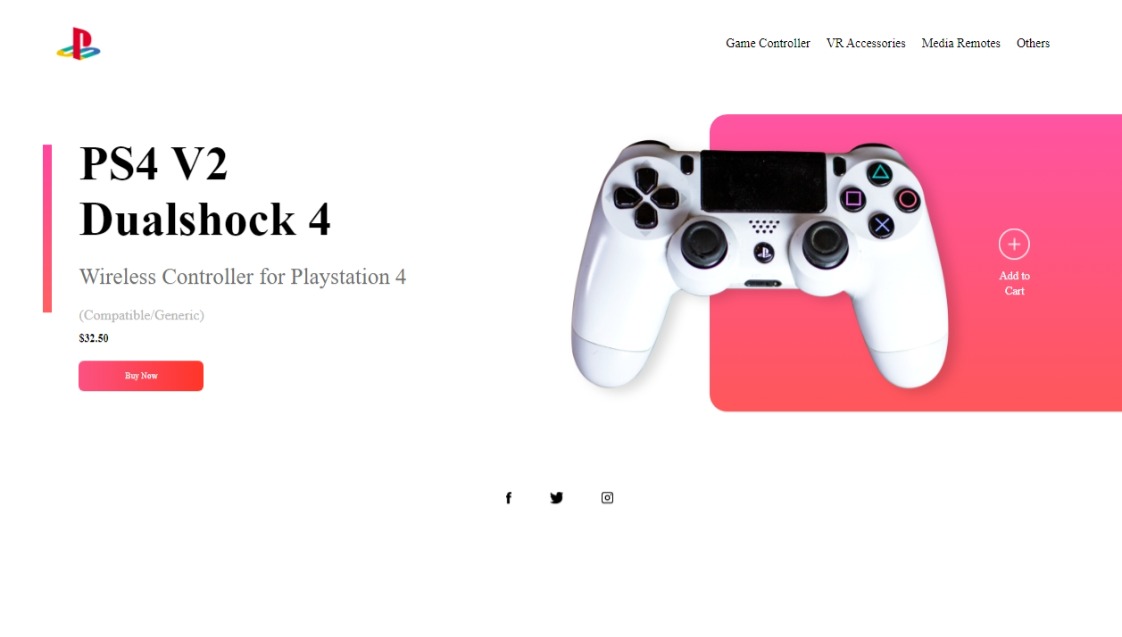 Game Controller VR Accessories Media Remotes Others
PS4 V2
Dualshock 4
Wireless Controller for Playstation 4
(Compatible/Generic)
$32.50
Buy Now
Add to
Cart